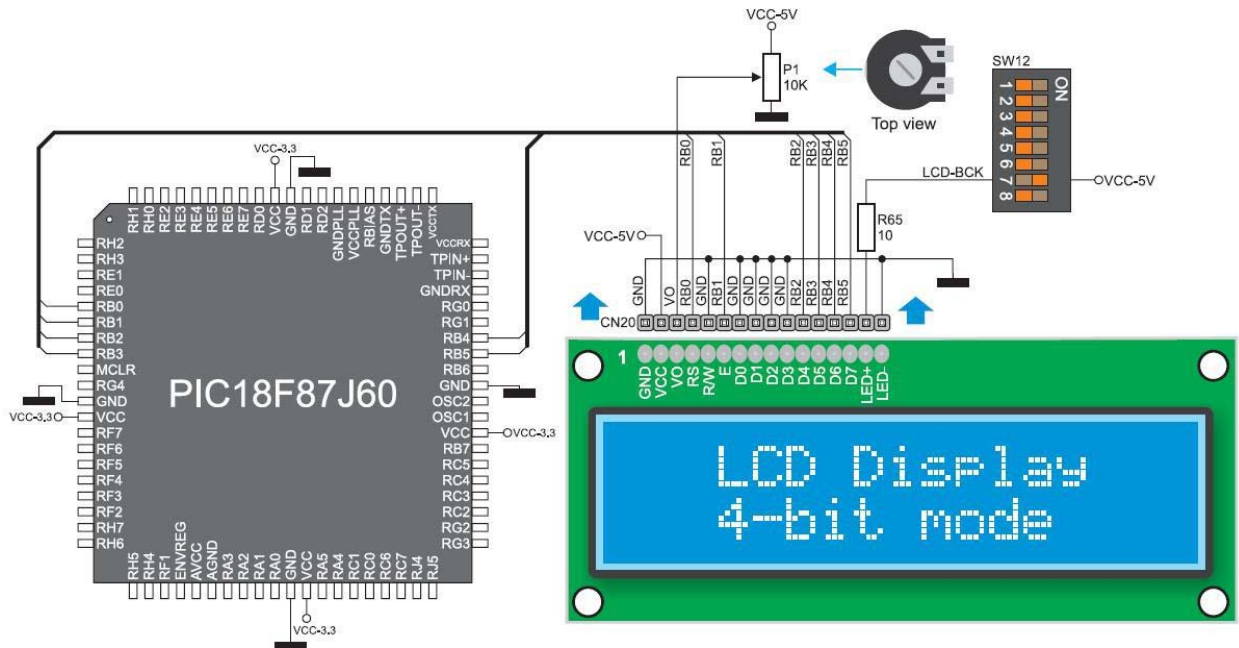 VCC-5V
P1
10K
Top view
SW12
ON
1
2
3
4
5
6
7
8
LCD-BCK
VCC-5V
R65
10
RB0
RB1
RB2
RB3
RB4
RB5
VCC-3.3
VCC-5V
RH1
RH0
RE2
RE3
RE4
RE5
RE6
RE7
RD0
VCC
GND
RD1
RD2
GNDPLL
VCCPLL
RBIAS
GNDTX
TPOUT+
TPOUT-
VCCTX
RH2
RH3
RE1
RE0
RB0
RB1
RB2
RB3
MCLR
RG4
GND
VCC
RF7
RF6
RF5
RF4
RF3
RF2
RH7
RH6
VCC-3.3
PIC18F87J60
VCCRX
TPIN+
TPIN-
GNDRX
RG0
RG1
RB4
RB5
RB6
GND
OSC2
OSC1
VCC
RB7
RC5
RC4
RC3
RC2
RG2
RG3
VCC-3.3
RH5
RH4
RF1
ENVREG
AVCC
AGND
RA3
RA2
RA1
RA0
GND
VCC
RA5
RA4
RC1
RC0
RC6
RC7
RJ4
RJ5
VCC-3.3
GND
VO
RB0
GND
RB1
GND
GND
GND
GND
RB2
RB3
RB4
RB5
CN20
1
GND
VCC
VO
RS
R/W
E
D0
D1
D2
D3
D4
D5
D6
D7
LED+
LED-
LCD Display
4-bit mode